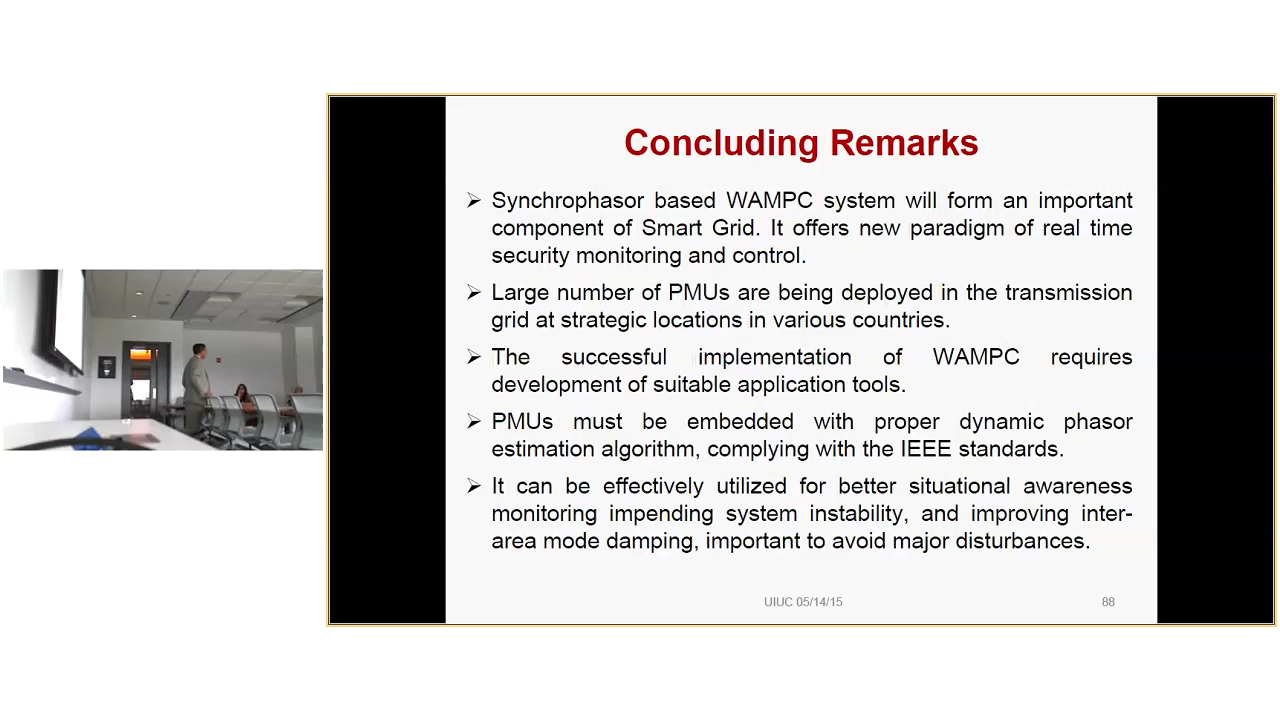 Concluding Remarks
➢ Synchrophasor based WAMPC system will form an important
component of Smart Grid. It offers new paradigm of real time
security monitoring and control.
➢ Large number of PMUs are being deployed in the transmission
grid at strategic locations in various countries.
➢ The successful implementation of WAMPC requires
development of suitable application tools.
➢ PMUs must be embedded with proper dynamic phasor
estimation algorithm, complying with the IEEE standards.
➢ It can be effectively utilized for better situational awareness
monitoring impending system instability, and improving inter-
area mode damping, important to avoid major disturbances.
UIUC 05/14/15
88